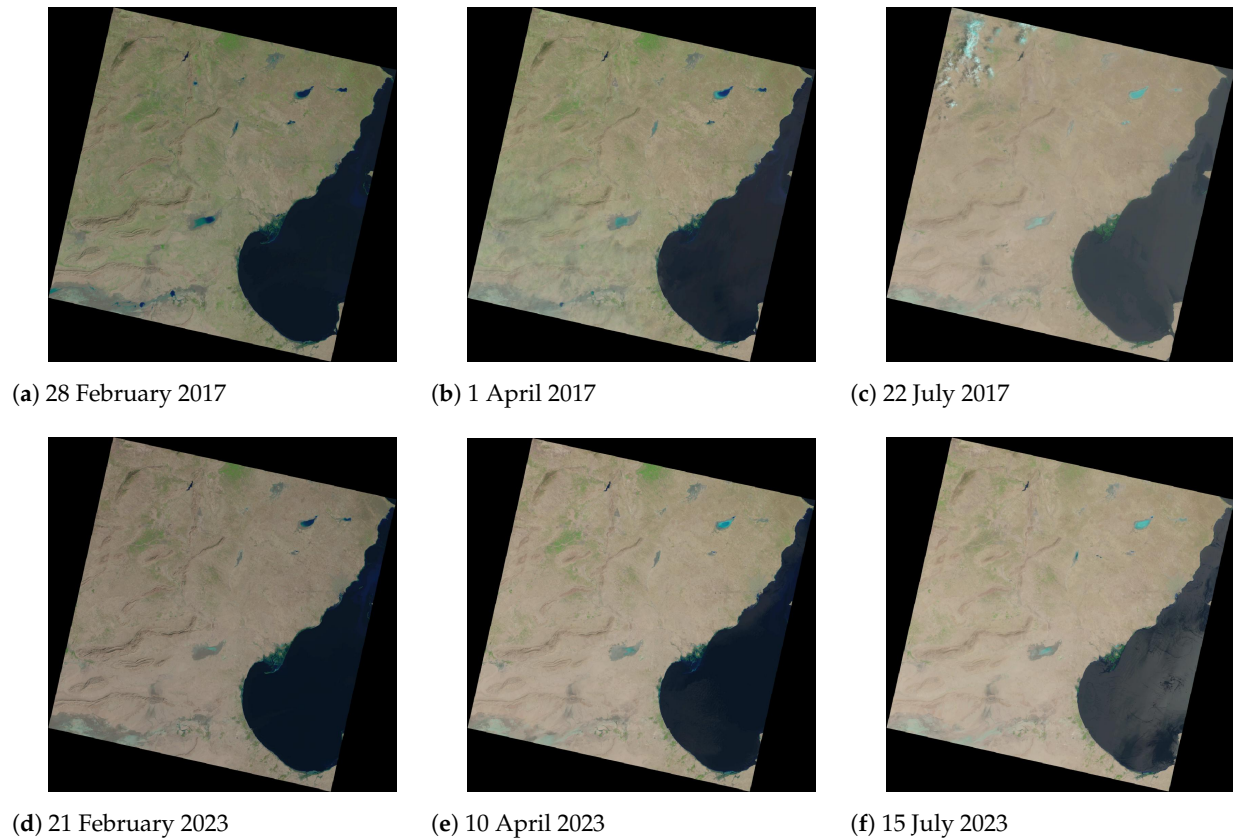 (a) 28 February 2017
(b) 1 April 2017
(c) 22 July 2017
(d) 21 February 2023
(e) 10 April 2023
(f) 15 July 2023